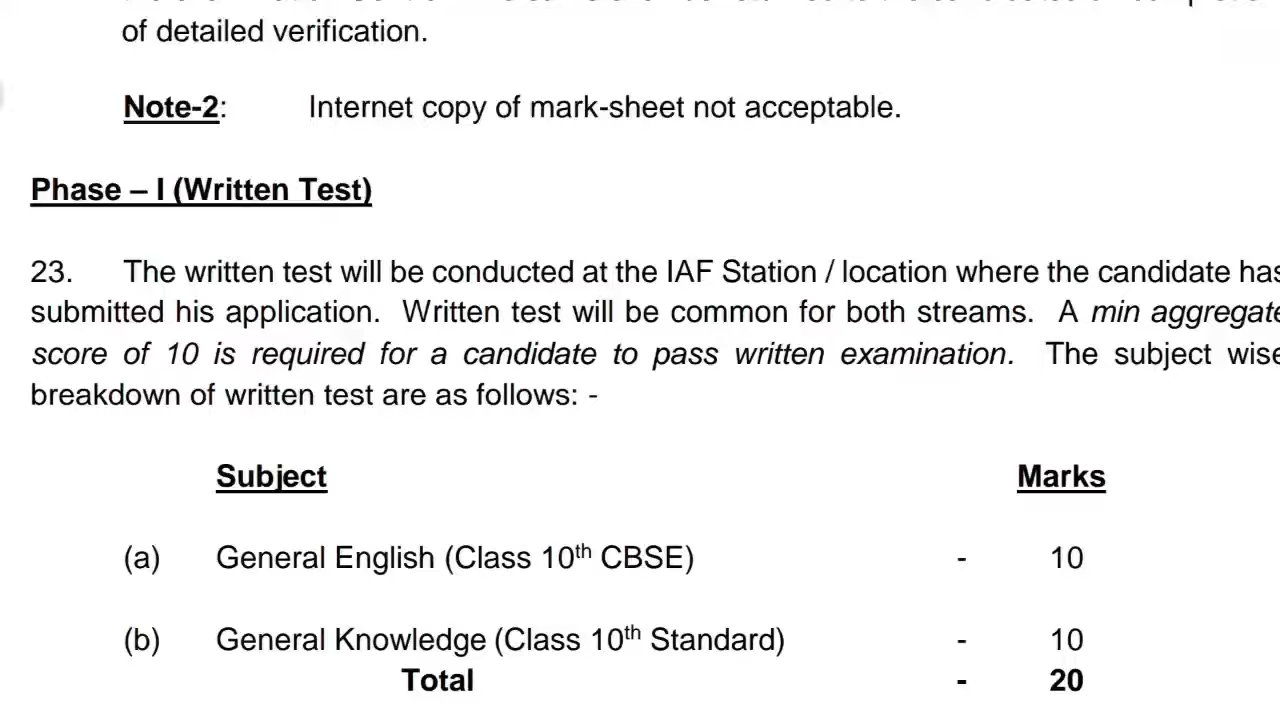 of detailed verification.
Note-2: Internet copy of mark-sheet not acceptable.
Phase – I (Written Test)
23. The written test will be conducted at the IAF Station / location where the candidate has
submitted his application. Written test will be common for both streams. A min aggregate
score of 10 is required for a candidate to pass written examination. The subject wise
breakdown of written test are as follows: -
Subject Marks
(a) General English (Class 10th CBSE) - 10
(b) General Knowledge (Class 10th Standard) - 10
Total - 20